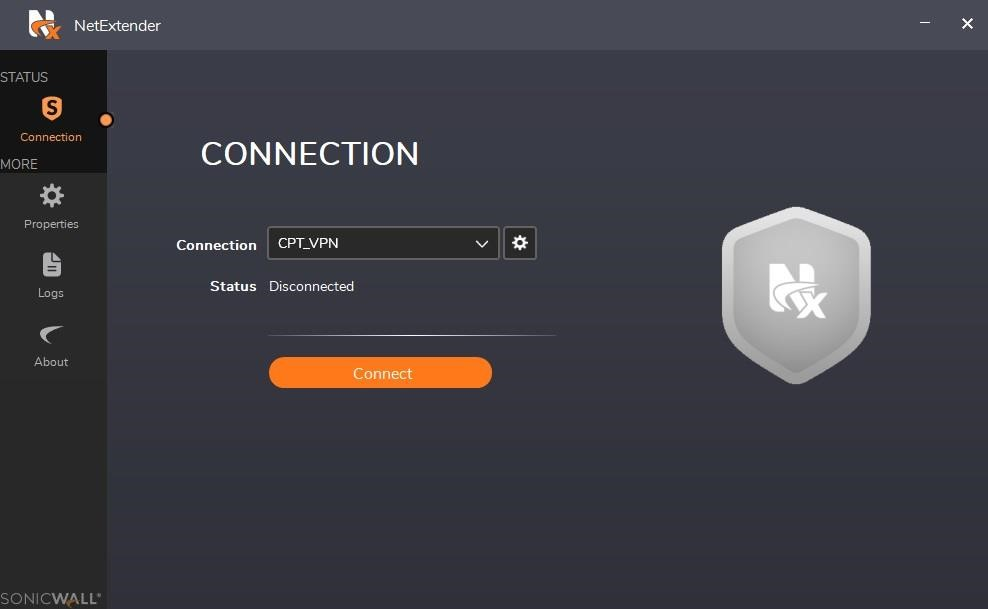 NetExtender
STATUS
Connection
MORE
Properties
Logs
About
SONICWALL®
CONNECTION
Connection CPT_VPN
Status Disconnected
Connect